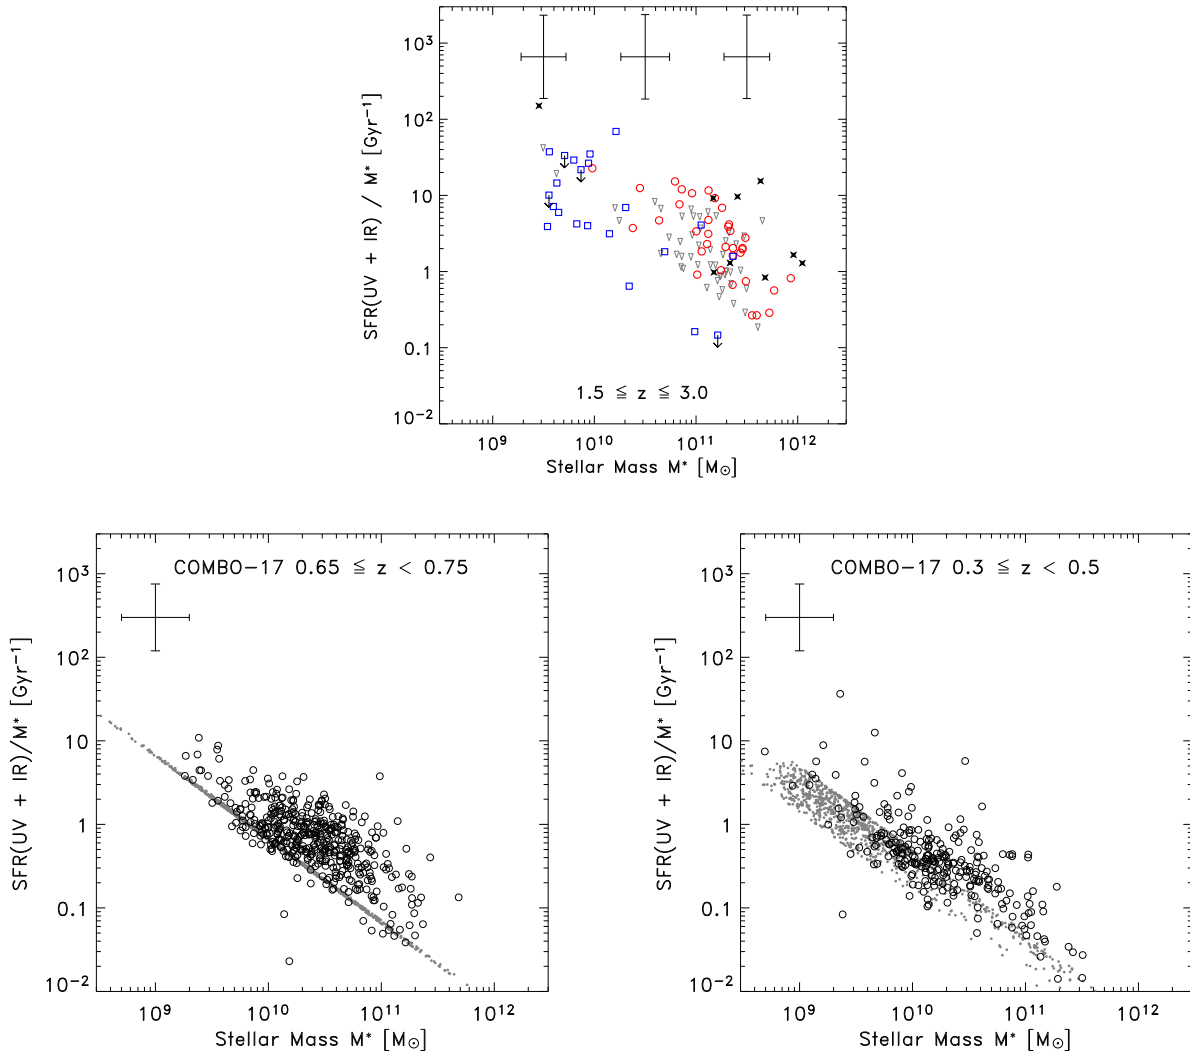 SFR(UV + IR) / M* [Gyr⁻¹]
10³
10²
10
1
0.1
10⁻²
1.5 ≦ z ≦ 3.0
10⁹ 10¹⁰ 10¹¹ 10¹²
Stellar Mass M* [M⊙]
SFR(UV + IR)/M* [Gyr⁻¹]
COMBO-17 0.65 ≦ z < 0.75
10³
10²
10
1
0.1
10⁻²
10⁹ 10¹⁰ 10¹¹ 10¹²
Stellar Mass M* [M⊙]
SFR(UV + IR)/M* [Gyr⁻¹]
COMBO-17 0.3 ≦ z < 0.5
10³
10²
10
1
0.1
10⁻²
10⁹ 10¹⁰ 10¹¹ 10¹²
Stellar Mass M* [M⊙]